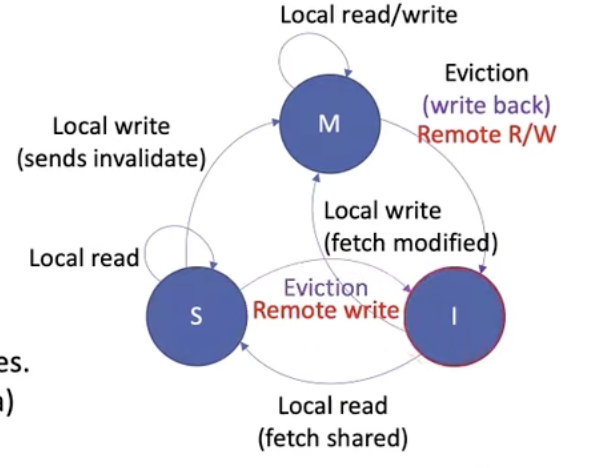 Local read/write
M
Eviction
(write back)
Remote R/W
Local write
(sends invalidate)
Local write
(fetch modified)
Local read
S
Eviction
Remote write
I
es.
)
Local read
(fetch shared)